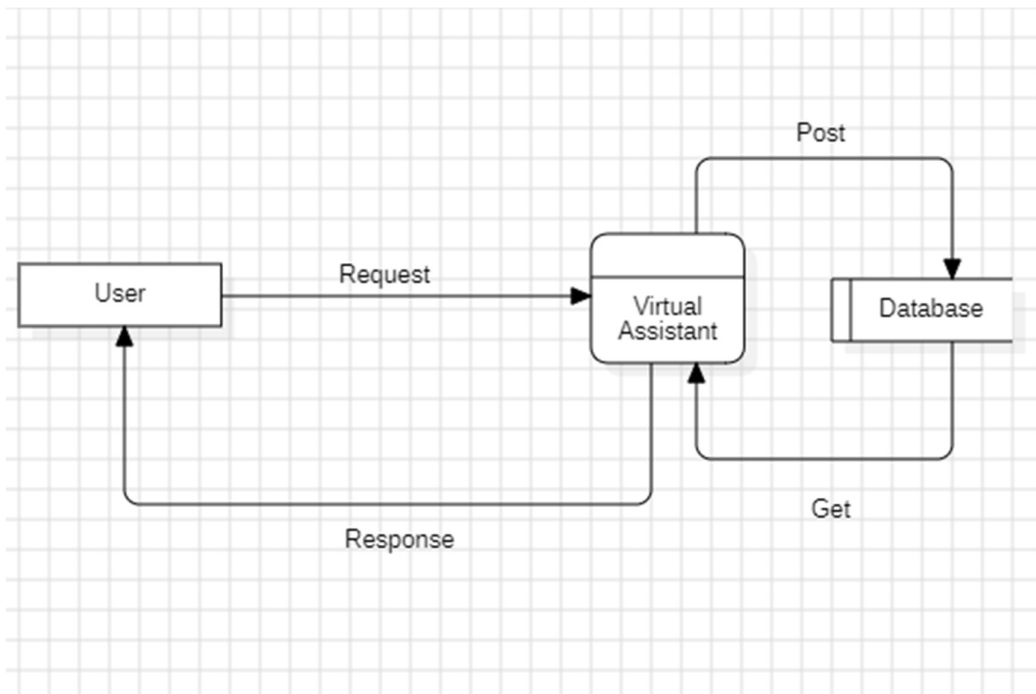 Post
Request
User
Virtual
Assistant
Database
Get
Response